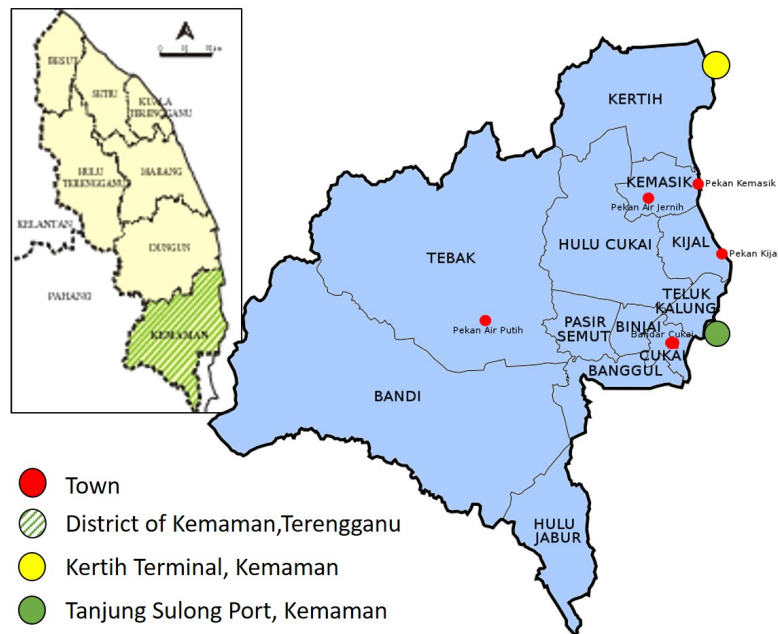 BESUT
SETIU
KUALA
TERENGGANU
HULU
TERENGGANU
MARANG
KELANTAN
DUNGUN
PAHANG
KEMAMAN
KERTIH
KEMASIK
Pekan Kemasik
Pekan Air Jernih
HULU CUKAI
KIJAL
Pekan Kijal
TEBAK
TELUK
KALUNG
Pekan Air Putih
PASIR
SEMUT
BINJAI
Bandar Cukai
CUKAI
BANGGUL
BANDI
HULU
JABUR
Town
District of Kemaman,Terengganu
Kertih Terminal, Kemaman
Tanjung Sulong Port, Kemaman